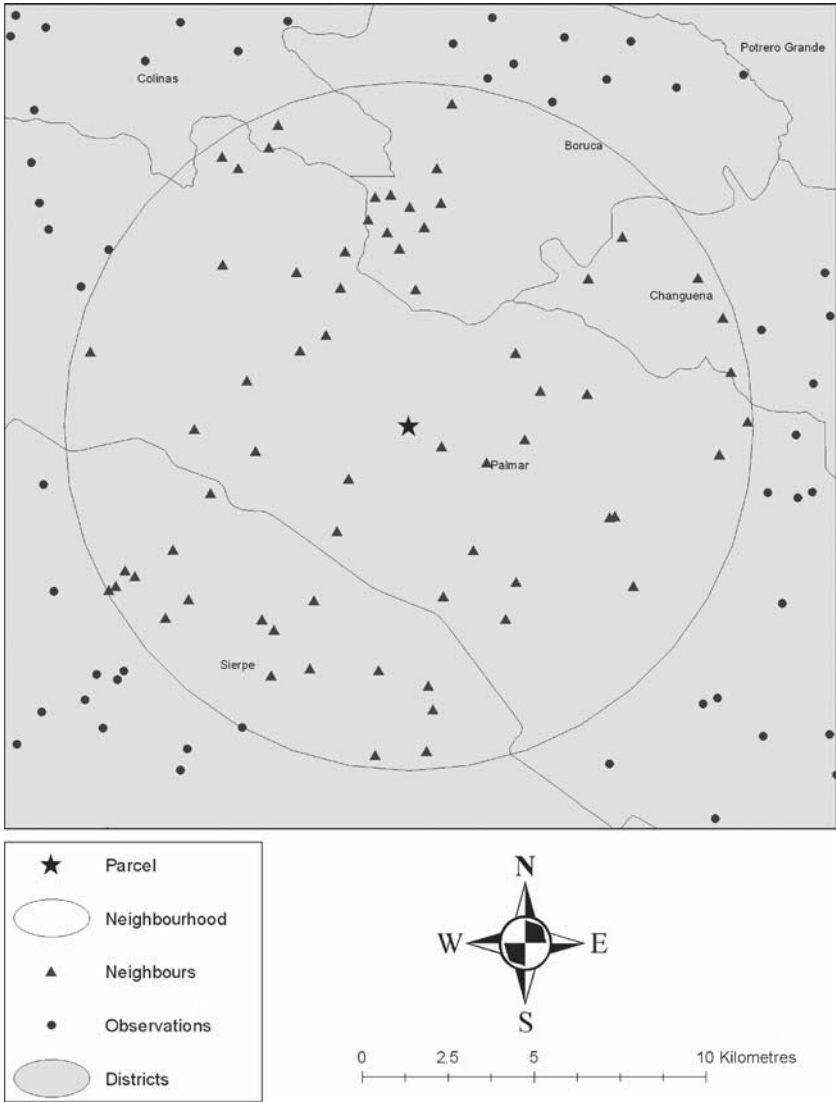 Potrero Grande
Colinas
Boruca
Changuena
Palmar
Sierpe
Parcel
Neighbourhood
Neighbours
Observations
Districts
N
W E
S
0 2.5 5 10 Kilometres